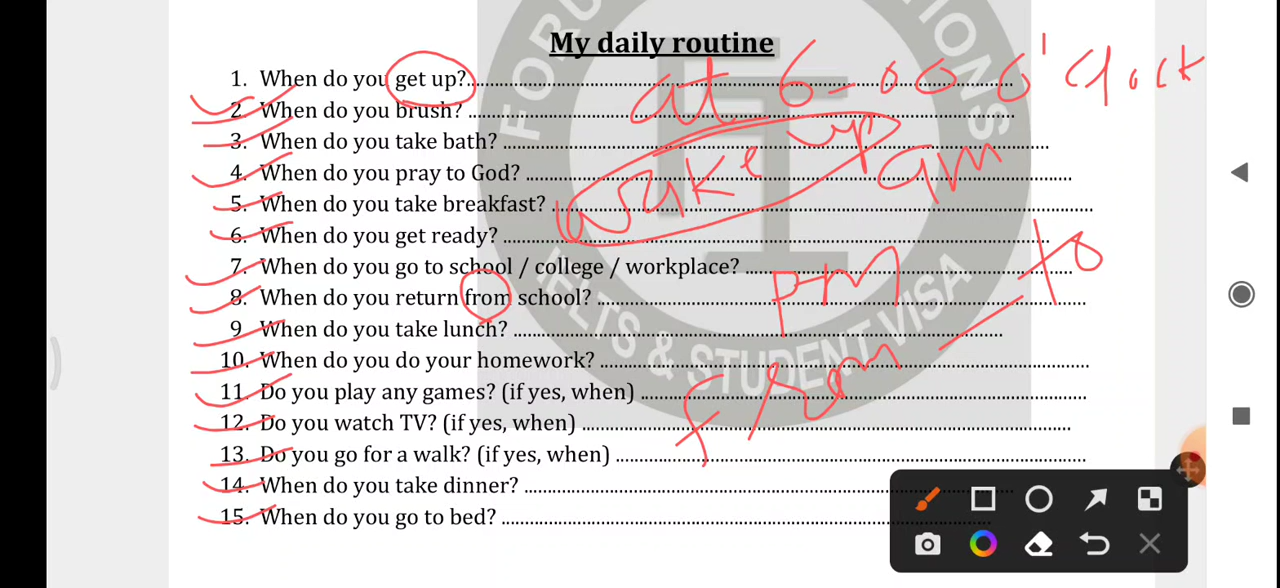 My daily routine
1. When do you get up?
2. When do you brush?
3. When do you take bath?
4. When do you pray to God?
5. When do you take breakfast?
6. When do you get ready?
7. When do you go to school / college / workplace?
8. When do you return from school?
9. When do you take lunch?
10. When do you do your homework?
11. Do you play any games? (if yes, when)
12. Do you watch TV? (if yes, when)
13. Do you go for a walk? (if yes, when)
14. When do you take dinner?
15. When do you go to bed?
at 6-00 o'clock
wake up
am
pm
from — to
IELTS & STUDENT VISA